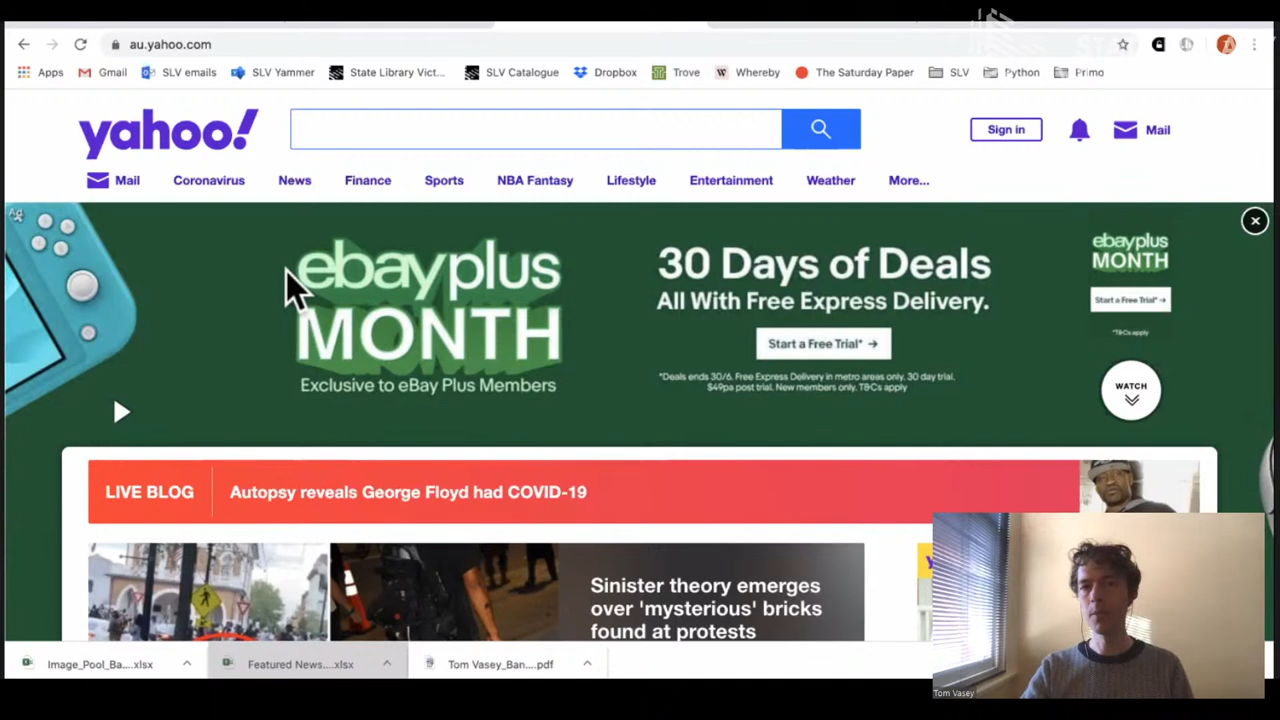 au.yahoo.com
Apps Gmail SLV emails SLV Yammer State Library Vict... SLV Catalogue Dropbox Trove Whereby The Saturday Paper SLV Python Primo
yahoo!
Sign in Mail
Mail Coronavirus News Finance Sports NBA Fantasy Lifestyle Entertainment Weather More...
Ad
ebayplus
MONTH
Exclusive to eBay Plus Members
30 Days of Deals
All With Free Express Delivery.
Start a Free Trial* →
*Deals ends 30/6. Free Express Delivery in metro areas only. 30 day trial.
$49pa post trial. New members only. T&Cs apply
ebayplus
MONTH
Start a Free Trial* →
*T&Cs apply
WATCH
LIVE BLOG Autopsy reveals George Floyd had COVID-19
Sinister theory emerges
over 'mysterious' bricks
found at protests
Image_Pool_Ba....xlsx Featured News....xlsx Tom Vasey_Ban....pdf
Tom Vasey